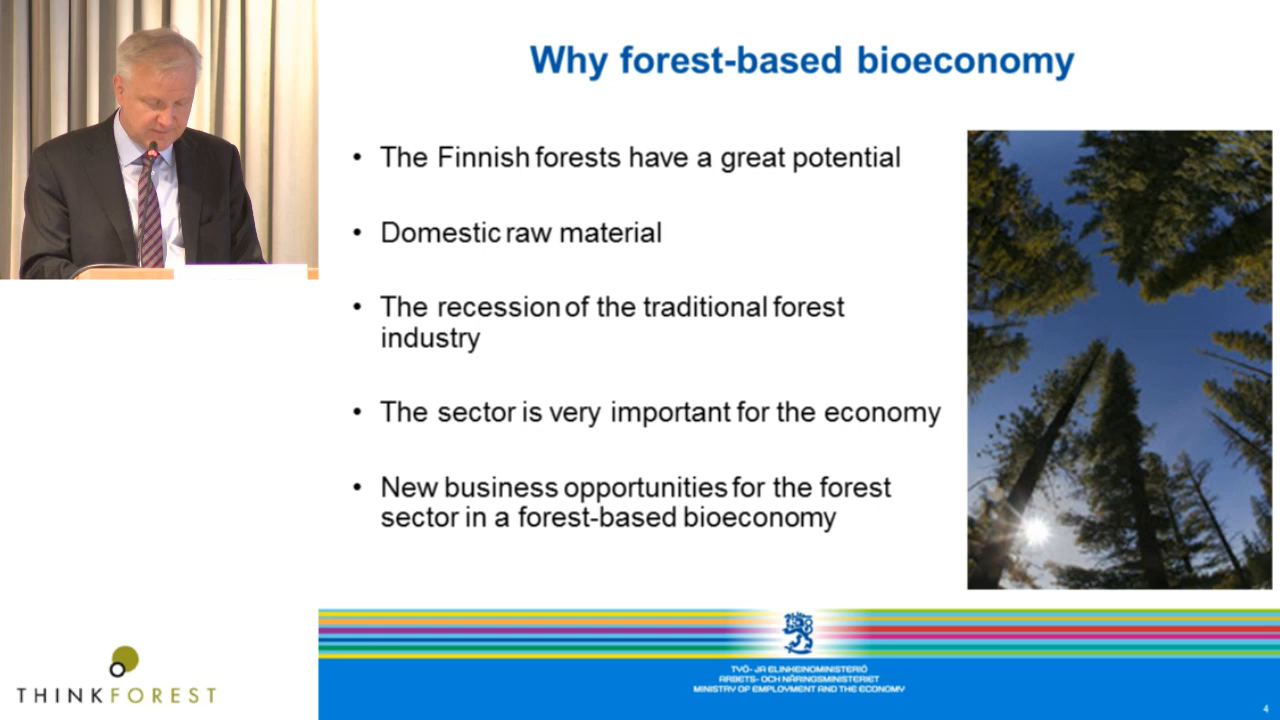 Why forest-based bioeconomy
• The Finnish forests have a great potential
• Domestic raw material
• The recession of the traditional forest
industry
• The sector is very important for the economy
• New business opportunities for the forest
sector in a forest-based bioeconomy
THINKFOREST
TYÖ- JA ELINKEINOMINISTERIÖ
ARBETS- OCH NÄRINGSMINISTERIET
MINISTRY OF EMPLOYMENT AND THE ECONOMY
4